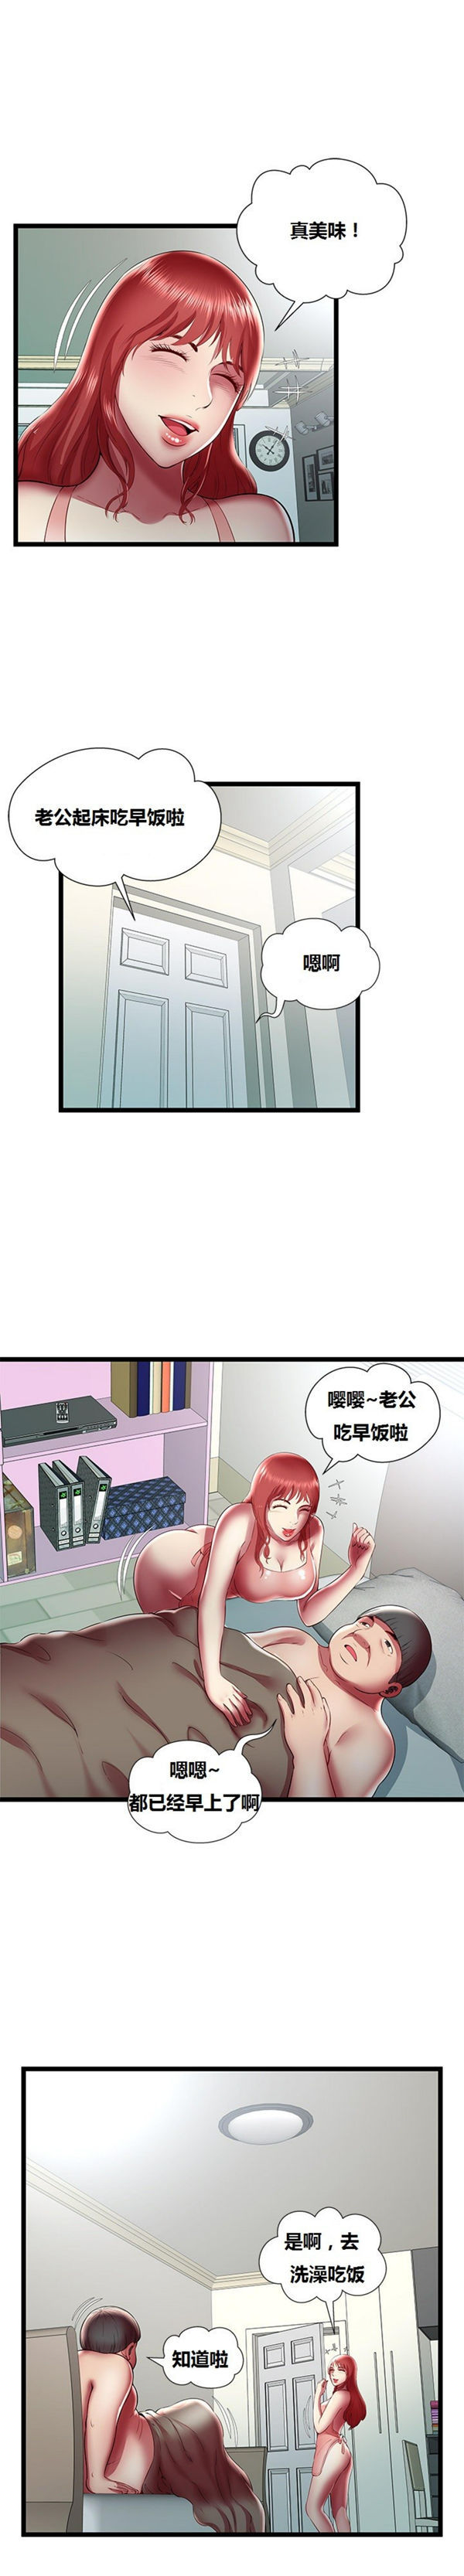 真美味！
老公起床吃早饭啦
嗯啊
嘤嘤~老公
吃早饭啦
嗯嗯~
都已经早上了啊
是啊，去
洗澡吃饭
知道啦